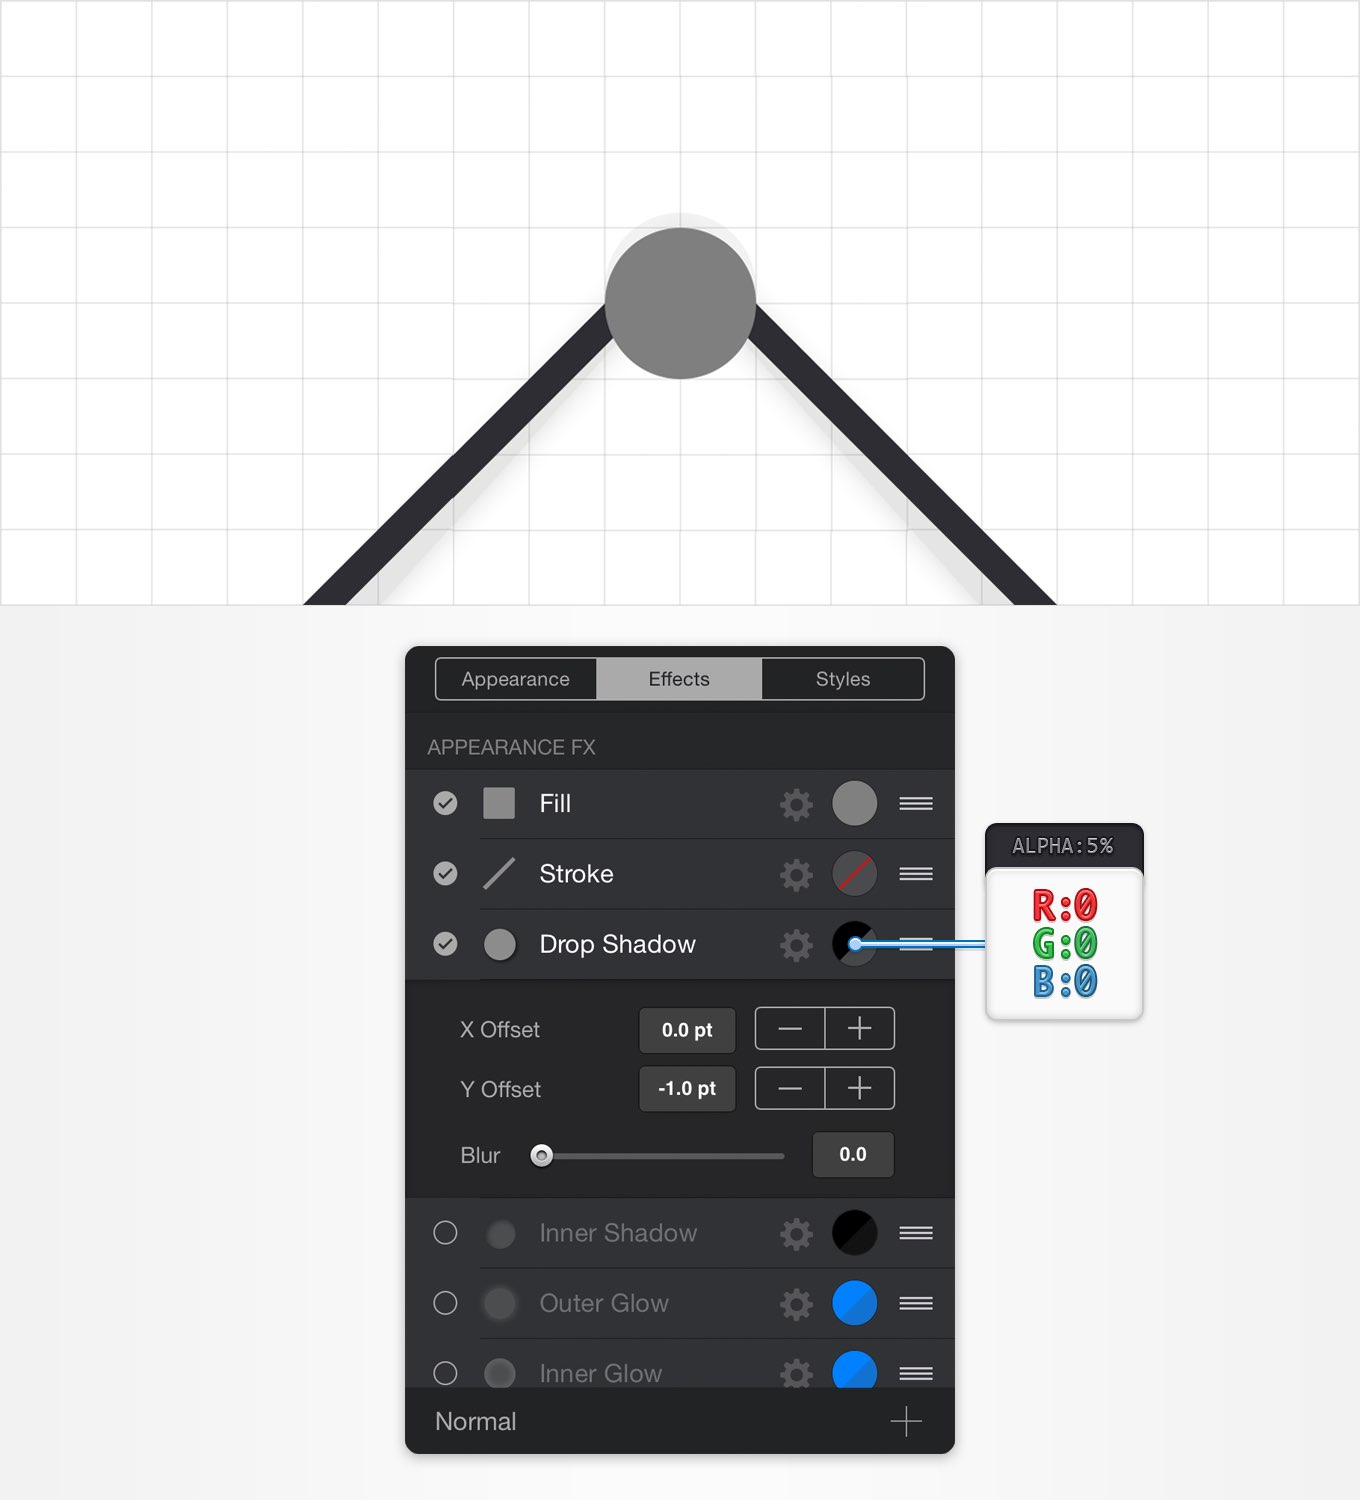 Appearance Effects Styles
APPEARANCE FX
Fill
Stroke
ALPHA:5%
R:0
Drop Shadow
G:0
B:0
X Offset 0.0 pt
Y Offset -1.0 pt
Blur 0.0
Inner Shadow
Outer Glow
Inner Glow
Normal